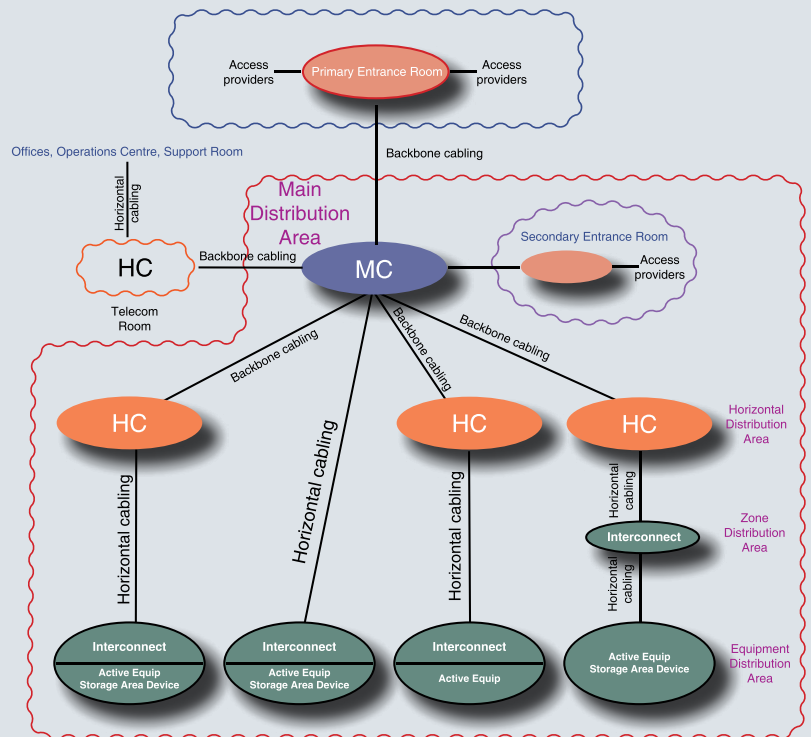 Access
providers
Primary Entrance Room
Access
providers
Backbone cabling
Offices, Operations Centre, Support Room
Horizontal
cabling
Main
Distribution
Area
HC
Backbone cabling
MC
Secondary Entrance Room
Access
providers
Telecom
Room
Backbone cabling
Backbone cabling
Backbone cabling
HC
HC
HC
Horizontal
Distribution
Area
Horizontal cabling
Horizontal cabling
Horizontal cabling
Horizontal
cabling
Interconnect
Zone
Distribution
Area
Horizontal
cabling
Interconnect
Active Equip
Storage Area Device
Interconnect
Active Equip
Storage Area Device
Interconnect
Active Equip
Active Equip
Storage Area Device
Equipment
Distribution
Area